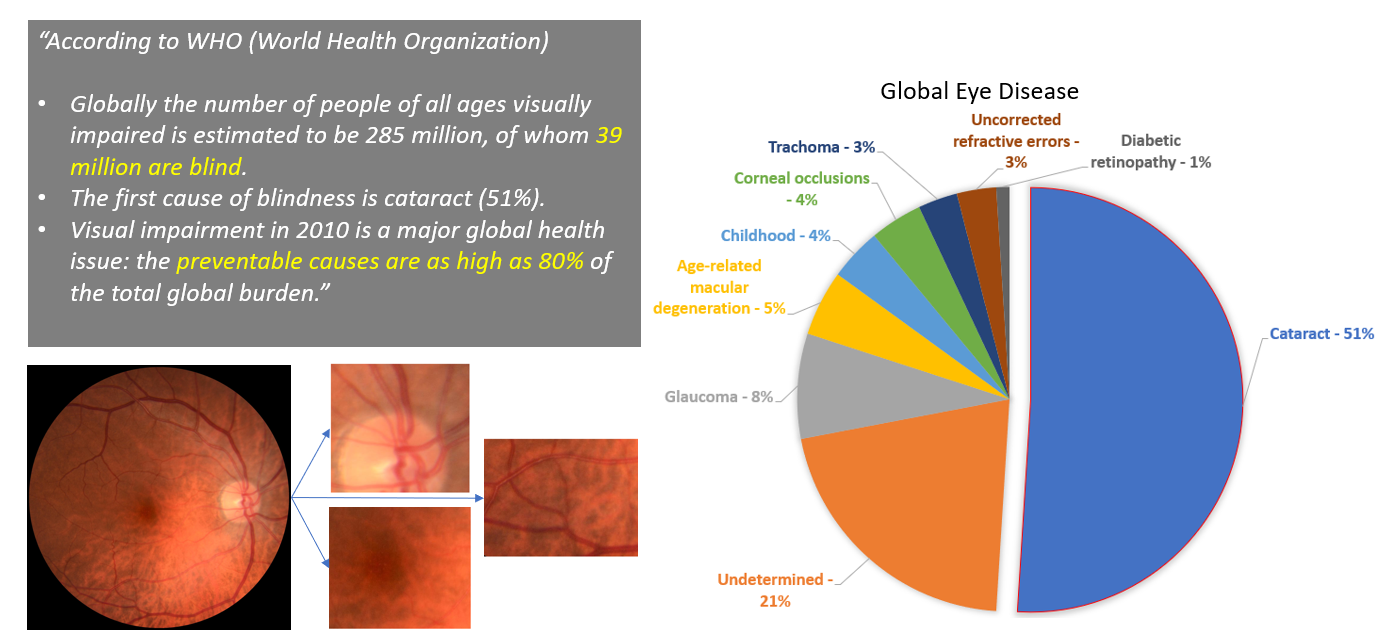 “According to WHO (World Health Organization)
• Globally the number of people of all ages visually
impaired is estimated to be 285 million, of whom 39
million are blind.
• The first cause of blindness is cataract (51%).
• Visual impairment in 2010 is a major global health
issue: the preventable causes are as high as 80% of
the total global burden.”
Global Eye Disease
Uncorrected
refractive errors -
3%
Diabetic
retinopathy - 1%
Trachoma - 3%
Corneal occlusions
- 4%
Childhood - 4%
Age-related
macular
degeneration - 5%
Cataract - 51%
Glaucoma - 8%
Undetermined -
21%